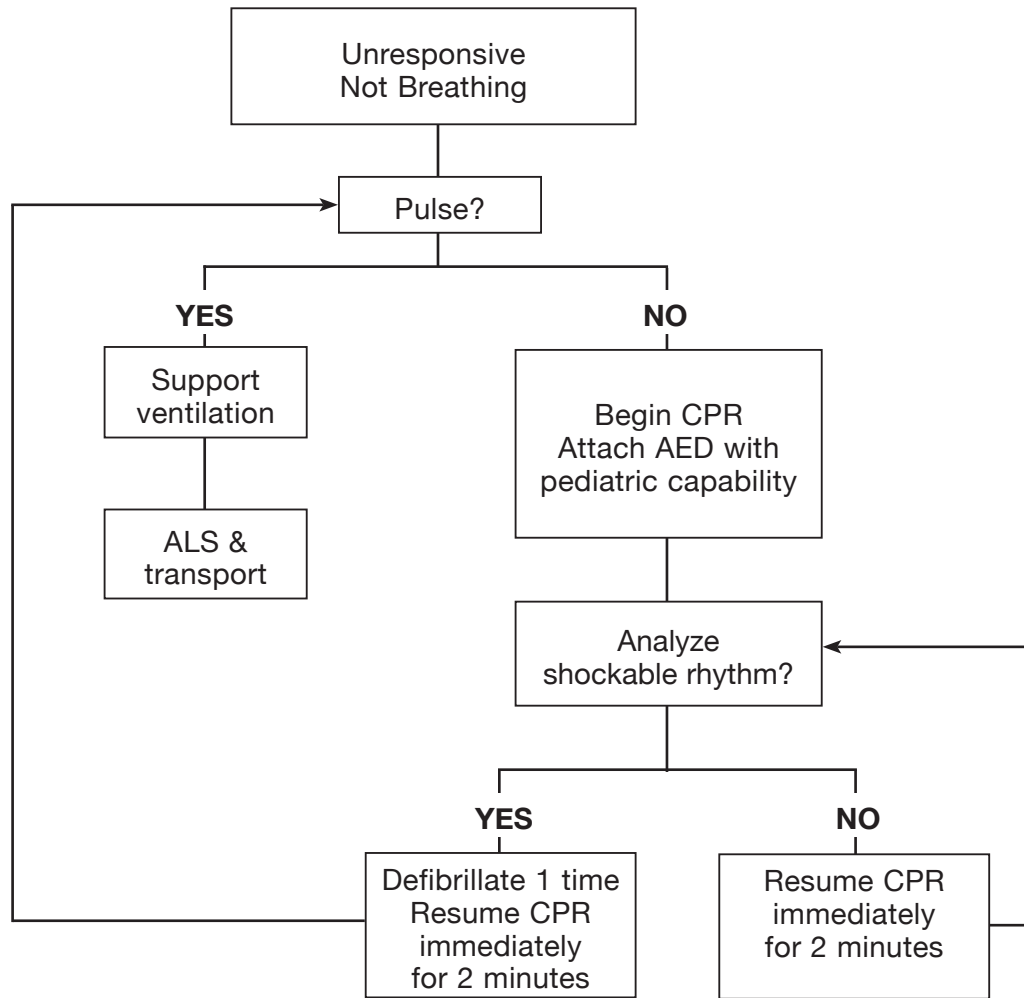 Unresponsive
Not Breathing
Pulse?
YES
NO
Support
ventilation
Begin CPR
Attach AED with
pediatric capability
ALS &
transport
Analyze
shockable rhythm?
YES
NO
Defibrillate 1 time
Resume CPR
immediately
for 2 minutes
Resume CPR
immediately
for 2 minutes